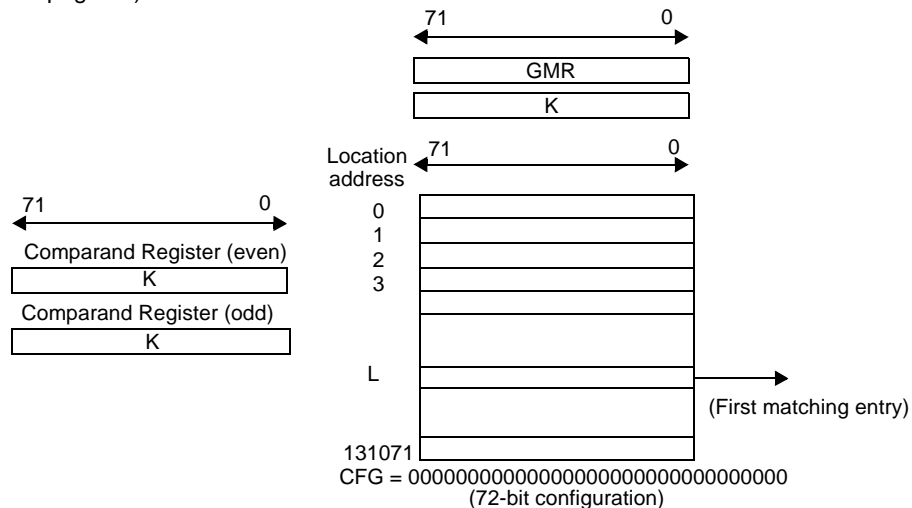 71 0
GMR
K
Location
address
71 0
0
1
2
3
L
131071
(First matching entry)
CFG = 00000000000000000000000000000000
(72-bit configuration)
71 0
Comparand Register (even)
K
Comparand Register (odd)
K